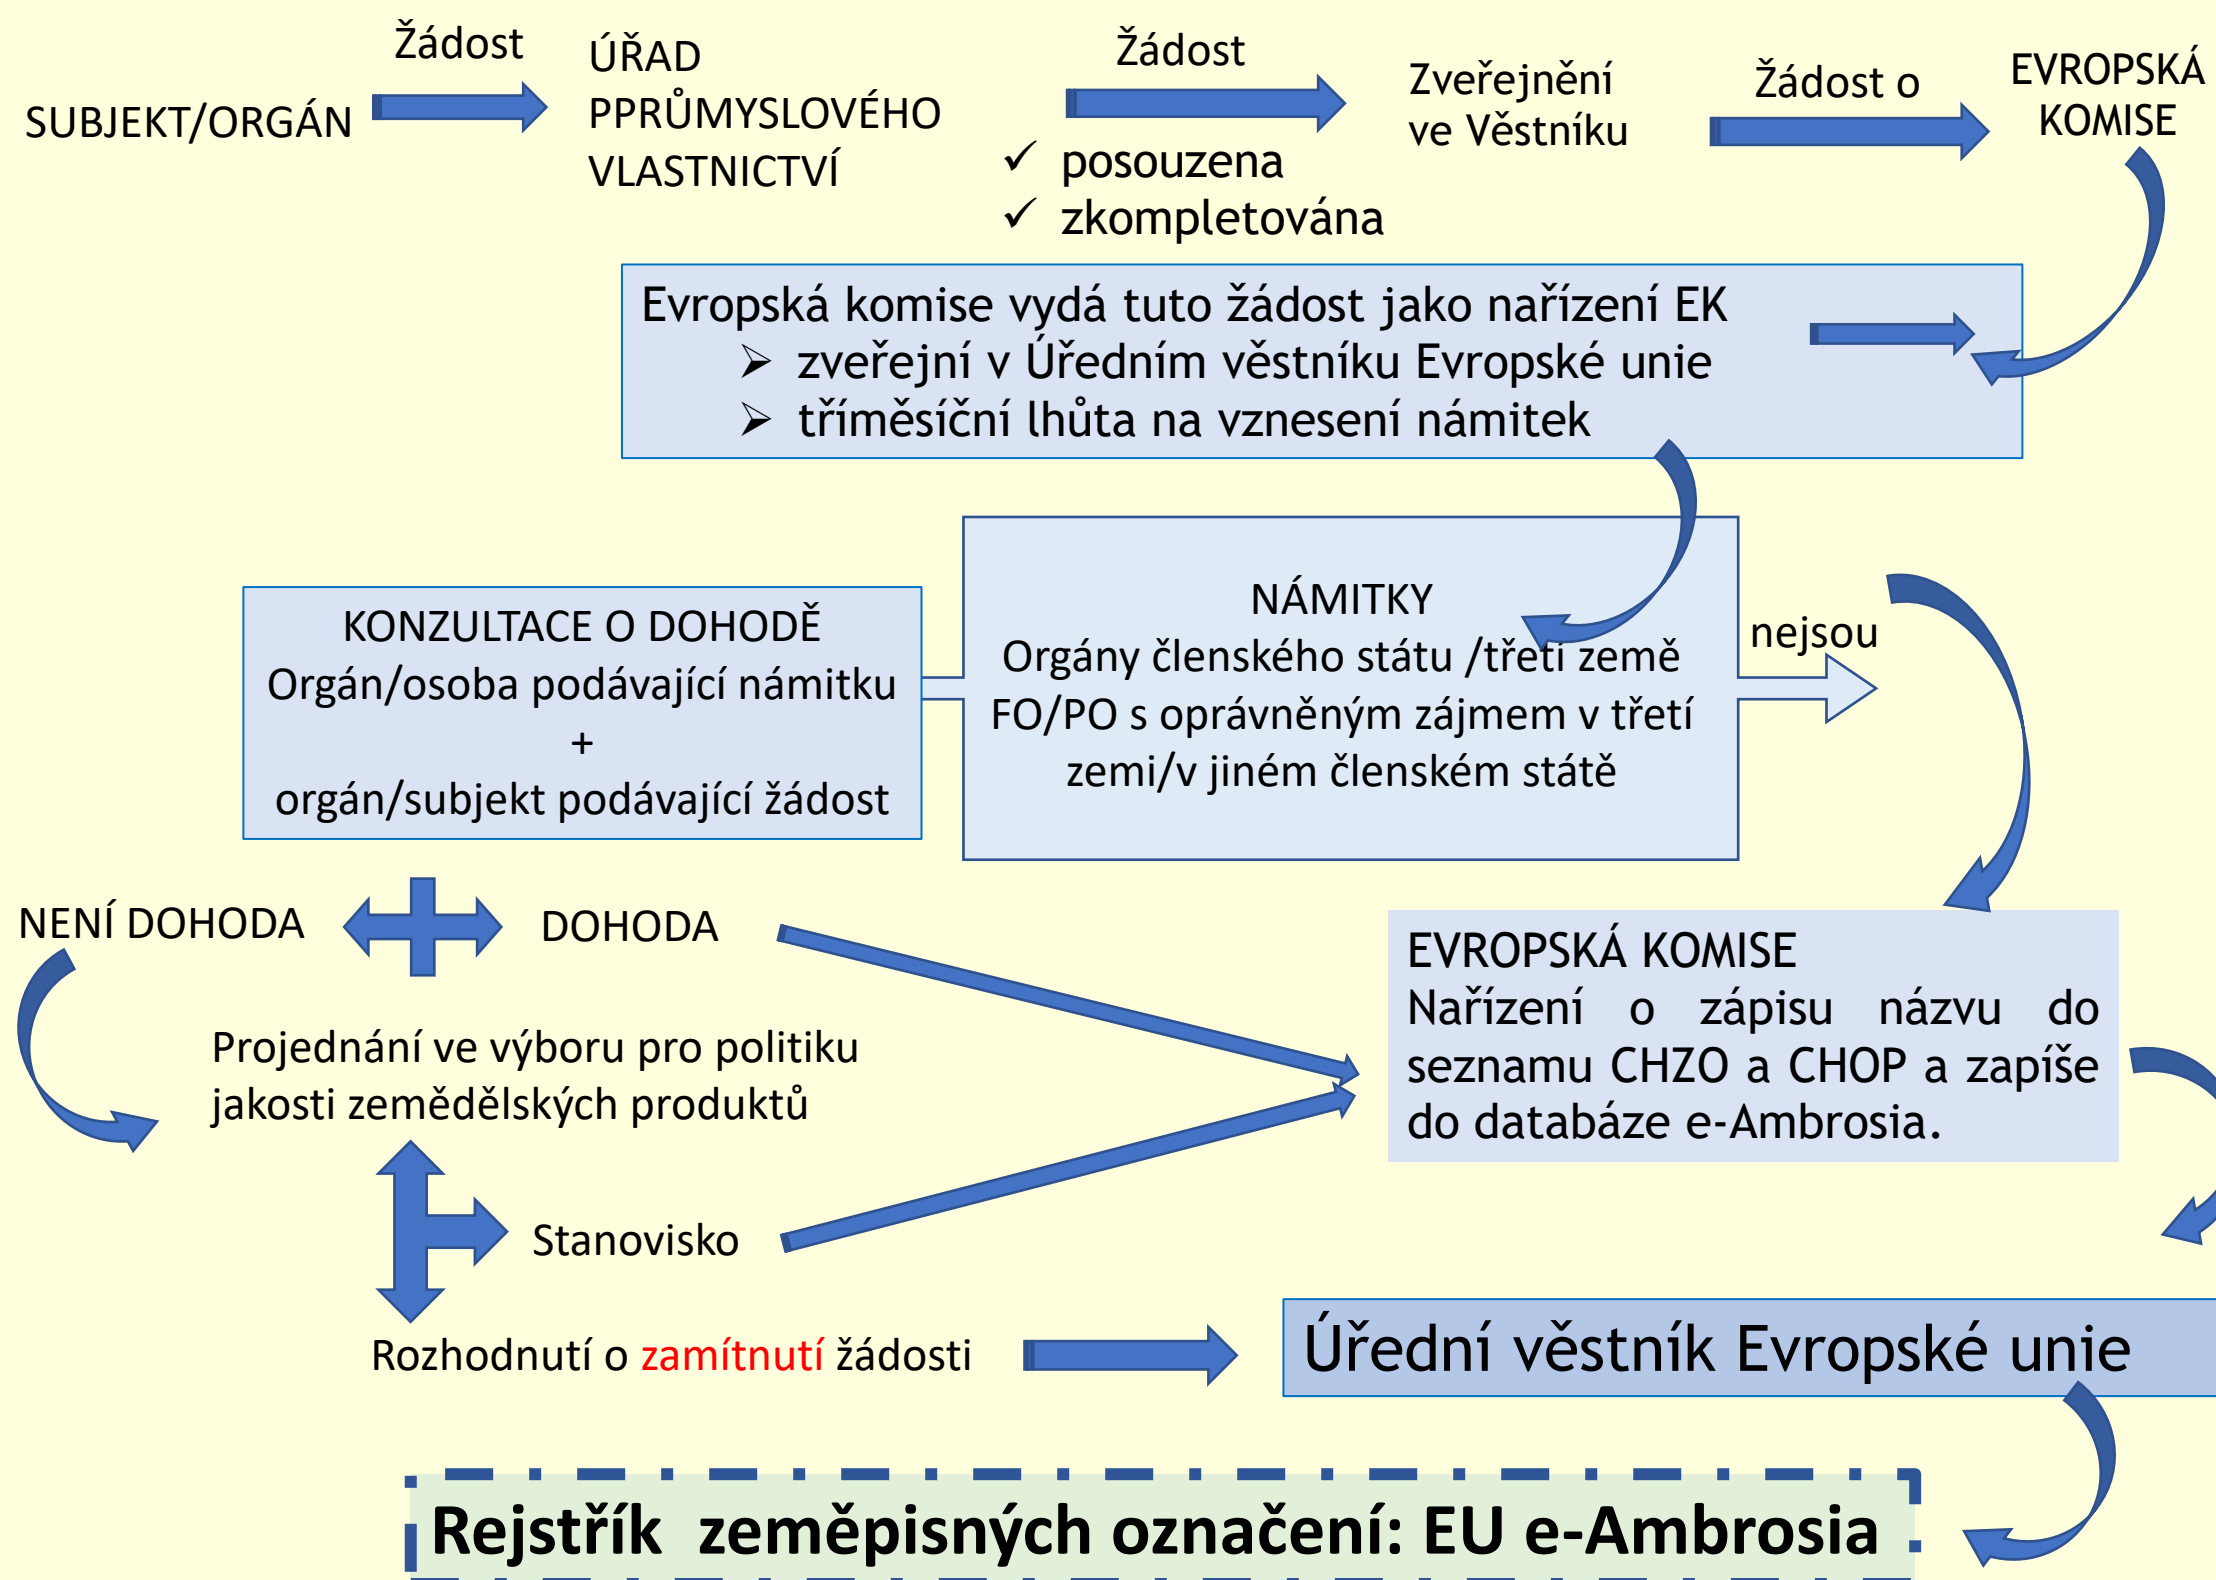 SUBJEKT/ORGÁN
Žádost
ÚŘAD
PPRŮMYSLOVÉHO
VLASTNICTVÍ
Žádost
✓ posouzena
✓ zkompletována
Zveřejnění
ve Věstníku
Žádost o
EVROPSKÁ
KOMISE
Evropská komise vydá tuto žádost jako nařízení EK
➢ zveřejní v Úředním věstníku Evropské unie
➢ tříměsíční lhůta na vznesení námitek
KONZULTACE O DOHODĚ
Orgán/osoba podávající námitku
+
orgán/subjekt podávající žádost
NÁMITKY
Orgány členského státu /třetí země
FO/PO s oprávněným zájmem v třetí
zemi/v jiném členském státě
nejsou
NENÍ DOHODA
DOHODA
EVROPSKÁ KOMISE
Nařízení o zápisu názvu do
seznamu CHZO a CHOP a zapíše
do databáze e-Ambrosia.
Projednání ve výboru pro politiku
jakosti zemědělských produktů
Stanovisko
Rozhodnutí o zamítnutí žádosti
Úřední věstník Evropské unie
Rejstřík zeměpisných označení: EU e-Ambrosia